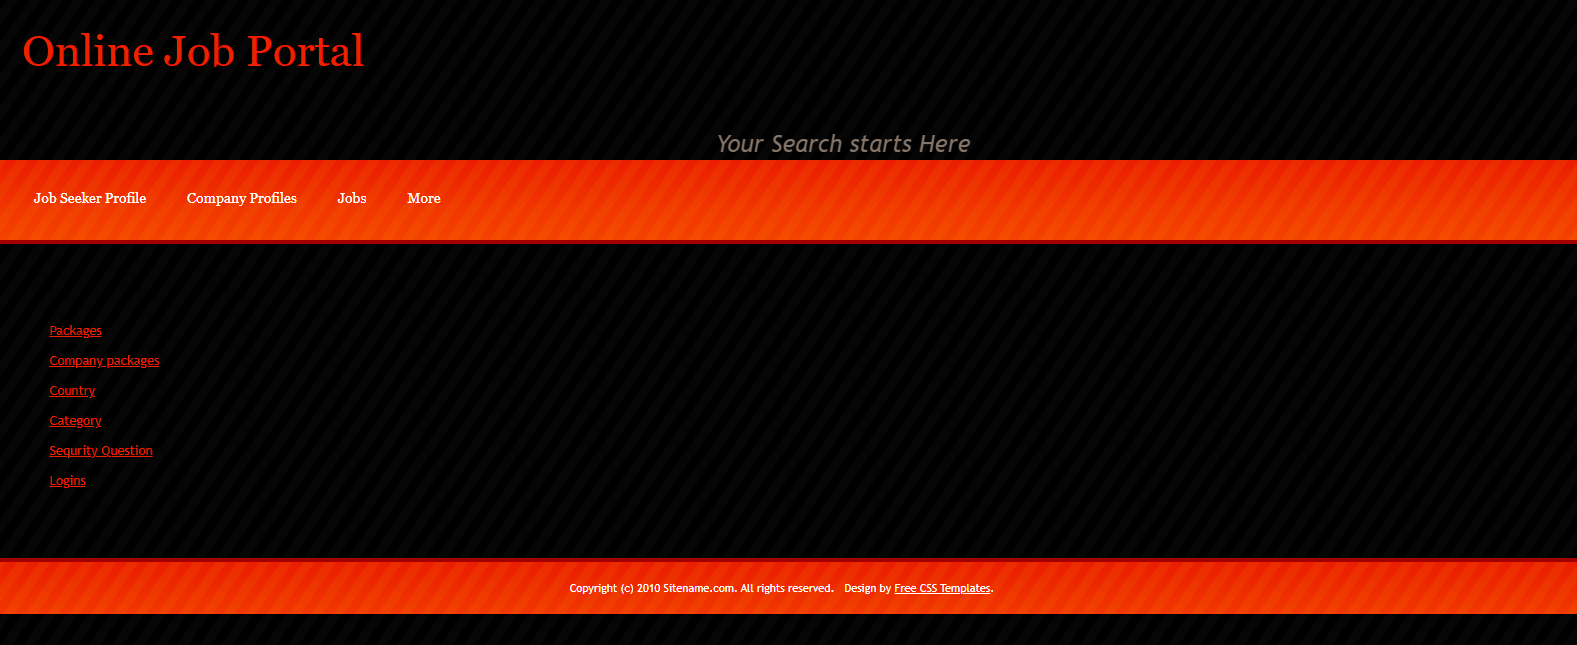 Online Job Portal
Your Search starts Here
Job Seeker Profile Company Profiles Jobs More
Packages
Company packages
Country
Category
Sequrity Question
Logins
Copyright (c) 2010 Sitename.com. All rights reserved. Design by Free CSS Templates.